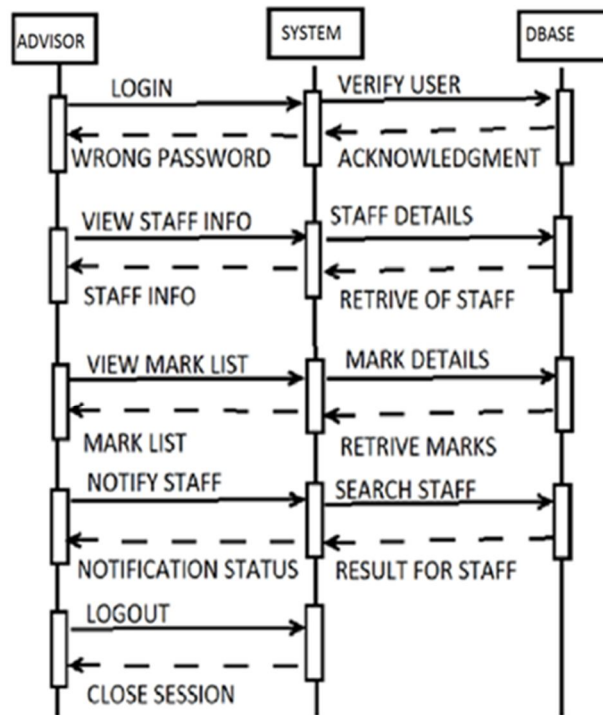 ADVISOR
SYSTEM
DBASE
LOGIN
VERIFY USER
WRONG PASSWORD
ACKNOWLEDGMENT
VIEW STAFF INFO
STAFF DETAILS
STAFF INFO
RETRIVE OF STAFF
VIEW MARK LIST
MARK DETAILS
MARK LIST
RETRIVE MARKS
NOTIFY STAFF
SEARCH STAFF
NOTIFICATION STATUS
RESULT FOR STAFF
LOGOUT
CLOSE SESSION